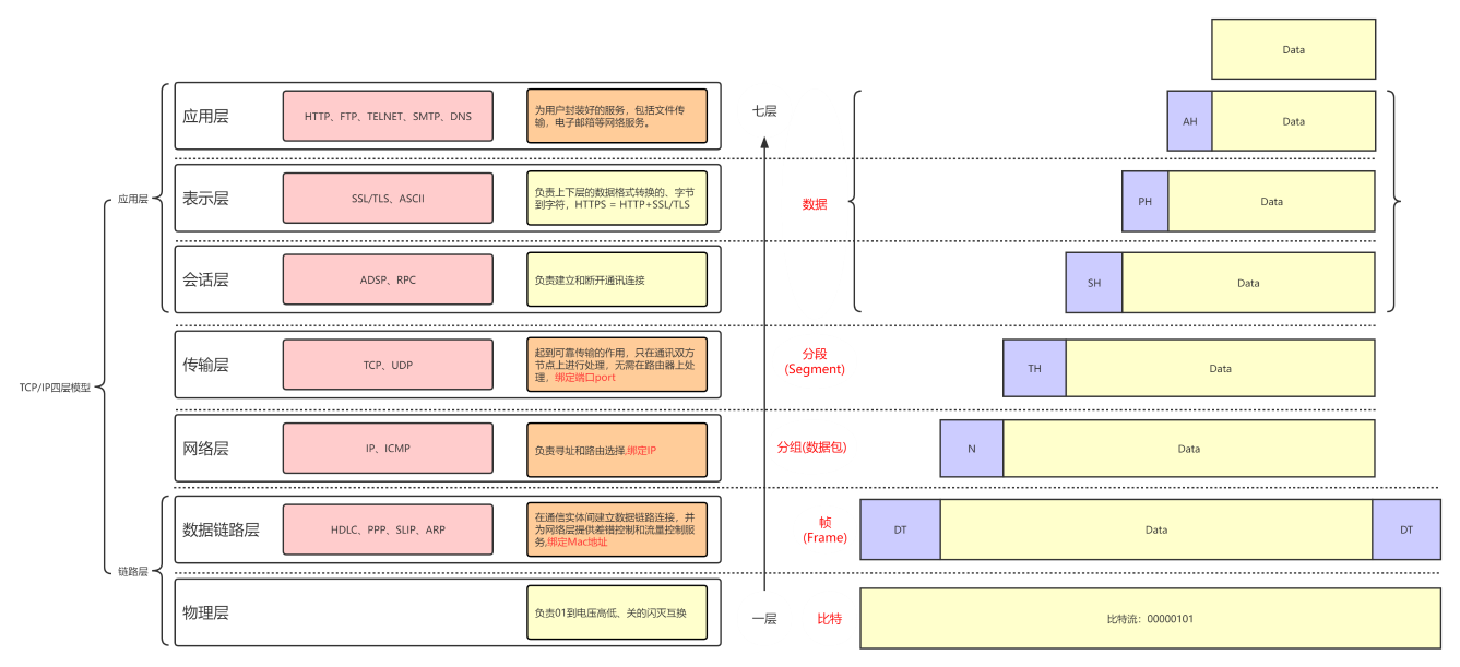 Data
应用层
HTTP、FTP、TELNET、SMTP、DNS
为用户封装好的服务，包括文件传
输，电子邮箱等网络服务。
七层
AH
Data
应用层
表示层
SSL/TLS、ASCII
负责上下层的数据格式转换的、字节
到字符，HTTPS = HTTP+SSL/TLS
数据
PH
Data
会话层
ADSP、RPC
负责建立和断开通讯连接
SH
Data
传输层
TCP、UDP
起到可靠传输的作用，只在通讯双方
节点上进行处理，无需在路由器上处
理，绑定端口port
分段
(Segment)
TH
Data
TCP/IP四层模型
网络层
IP、ICMP
负责寻址和路由选择,绑定IP
分组(数据包)
N
Data
数据链路层
HDLC、PPP、SLIP、ARP
在通信实体间建立数据链路连接，并
为网络层提供差错控制和流量控制服
务,绑定Mac地址
帧
(Frame)
DT
Data
DT
链路层
物理层
负责01到电压高低、关的闪灭互换
一层
比特
比特流：00000101